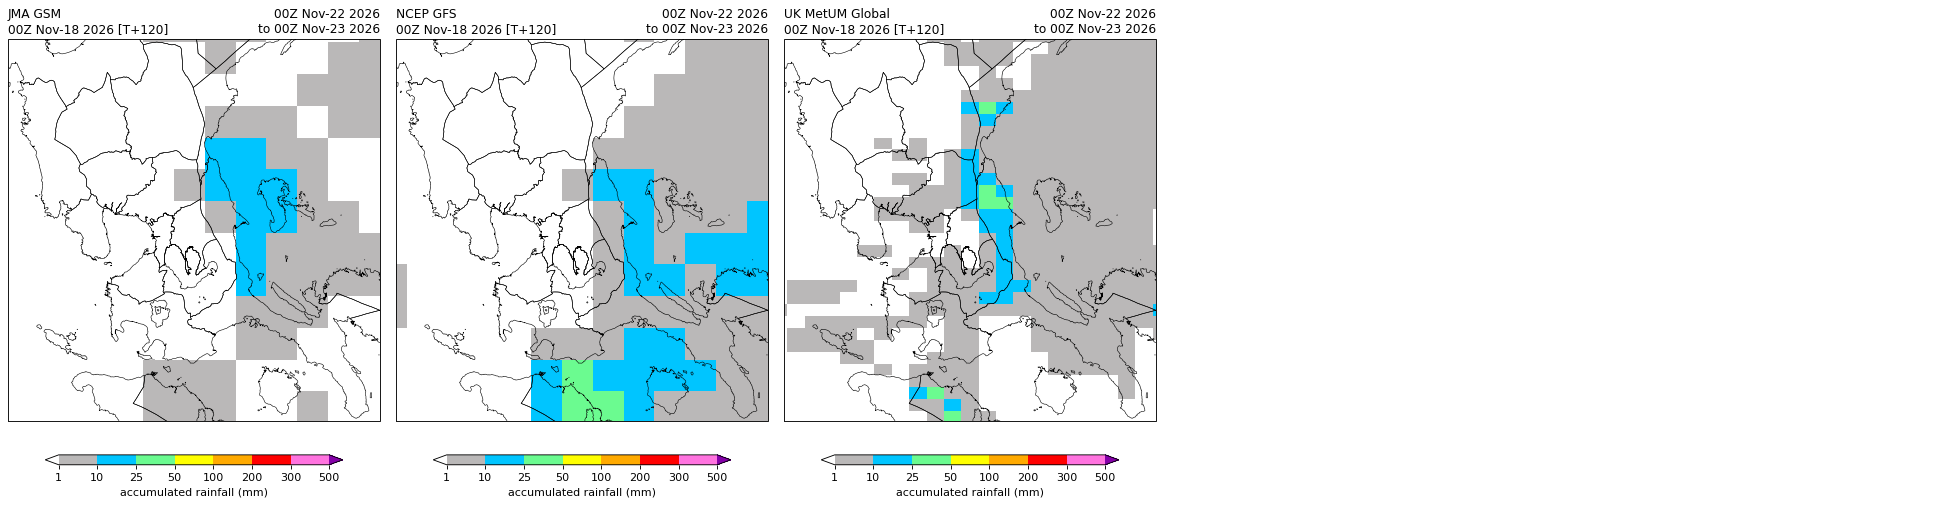 JMA GSM 00Z Nov-22 2026
00Z Nov-18 2026 [T+120] to 00Z Nov-23 2026
1 10 25 50 100 200 300 500
accumulated rainfall (mm)
NCEP GFS 00Z Nov-22 2026
00Z Nov-18 2026 [T+120] to 00Z Nov-23 2026
1 10 25 50 100 200 300 500
accumulated rainfall (mm)
UK MetUM Global 00Z Nov-22 2026
00Z Nov-18 2026 [T+120] to 00Z Nov-23 2026
1 10 25 50 100 200 300 500
accumulated rainfall (mm)